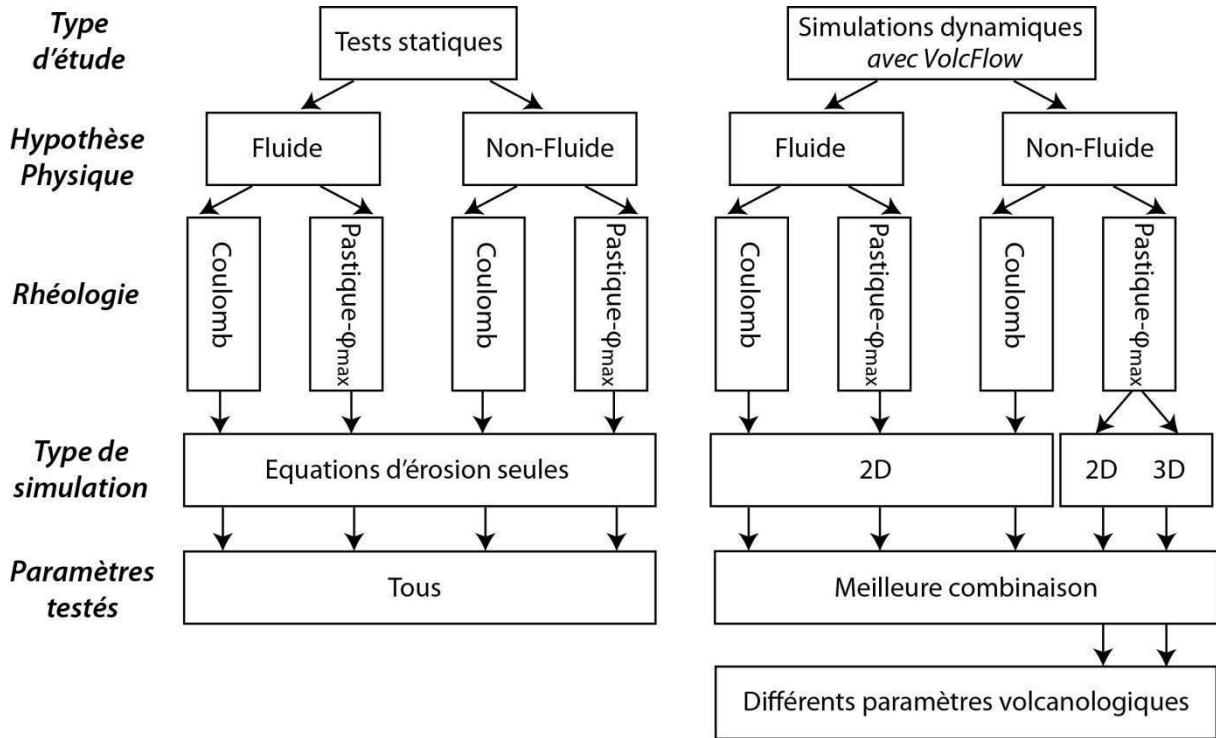 Type
d'étude
Tests statiques
Simulations dynamiques
avec VolcFlow
Hypothèse
Physique
Fluide
Non-Fluide
Fluide
Non-Fluide
Rhéologie
Coulomb
Pastique-φmax
Coulomb
Pastique-φmax
Coulomb
Pastique-φmax
Coulomb
Pastique-φmax
Type de
simulation
Equations d'érosion seules
2D
2D 3D
Paramètres
testés
Tous
Meilleure combinaison
Différents paramètres volcanologiques